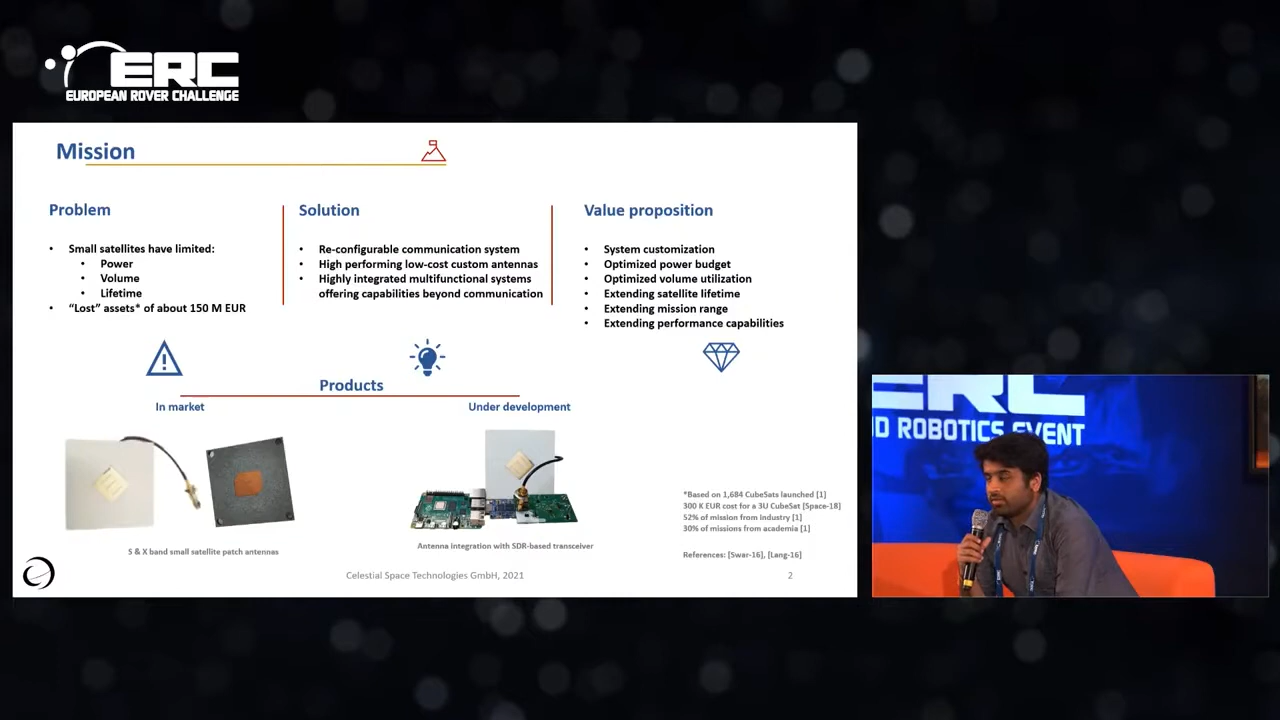 ERC
EUROPEAN ROVER CHALLENGE
Mission
Problem
• Small satellites have limited:
• Power
• Volume
• Lifetime
• “Lost” assets* of about 150 M EUR
Solution
• Re-configurable communication system
• High performing low-cost custom antennas
• Highly integrated multifunctional systems
offering capabilities beyond communication
Value proposition
• System customization
• Optimized power budget
• Optimized volume utilization
• Extending satellite lifetime
• Extending mission range
• Extending performance capabilities
Products
In market
Under development
S & X band small satellite patch antennas
Antenna integration with SDR-based transceiver
*Based on 1,684 CubeSats launched [1]
300 K EUR cost for a 3U CubeSat [Space-18]
52% of mission from Industry [1]
30% of missions from academia [1]
References: [Swar-16], [Lang-16]
Celestial Space Technologies GmbH, 2021
2
ERC
D ROBOTICS EVENT